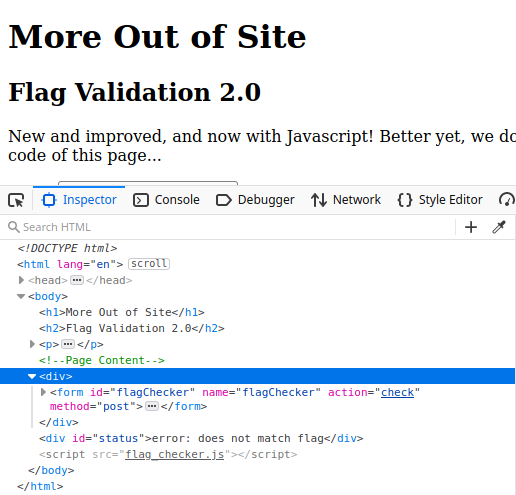 More Out of Site
Flag Validation 2.0
New and improved, and now with Javascript! Better yet, we do
code of this page...
Inspector Console Debugger Network Style Editor
Search HTML
<!DOCTYPE html>
<html lang="en"> scroll
<head> ••• </head>
<body>
<h1>More Out of Site</h1>
<h2>Flag Validation 2.0</h2>
<p> ••• </p>
<!--Page Content-->
<div>
<form id="flagChecker" name="flagChecker" action="check"
method="post"> ••• </form>
</div>
<div id="status">error: does not match flag</div>
<script src="flag_checker.js"></script>
</body>
</html>